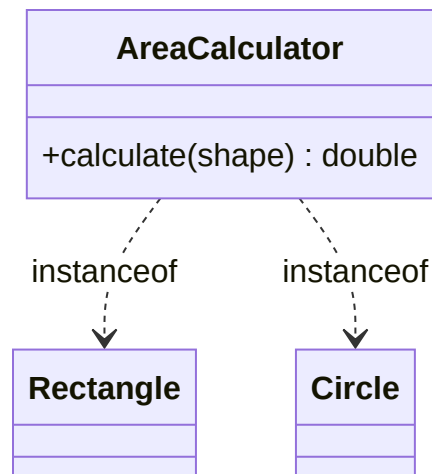 AreaCalculator
+calculate(shape) : double
instanceof instanceof
Rectangle Circle